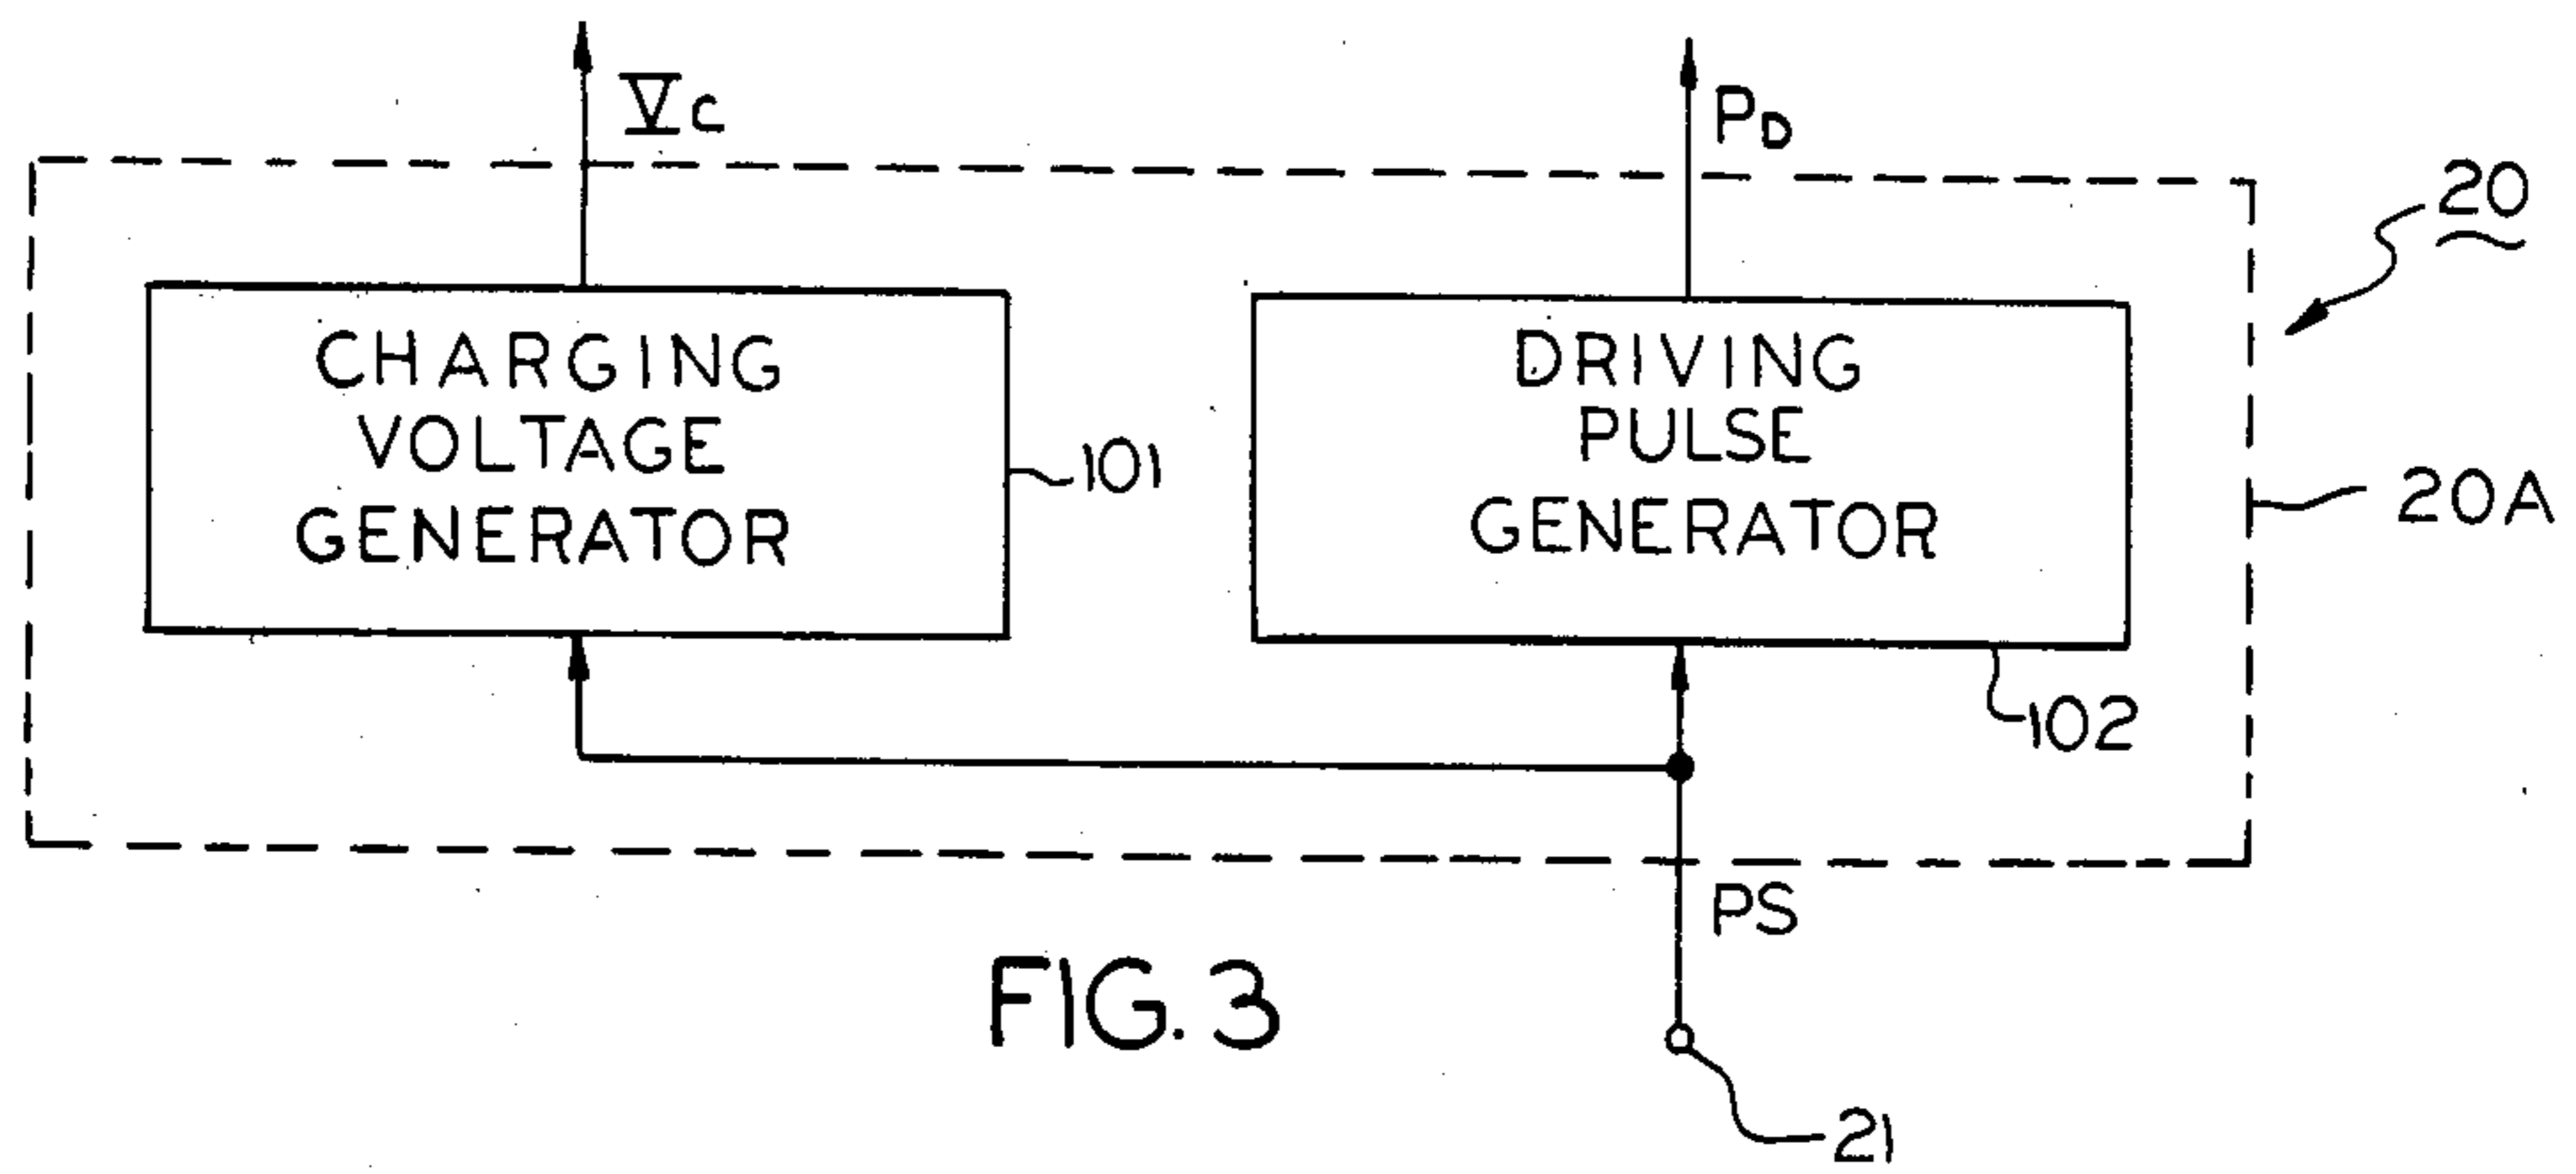 Vc
PD
20
CHARGING
VOLTAGE
GENERATOR
101
DRIVING
PULSE
GENERATOR
20A
102
PS
FIG. 3
21